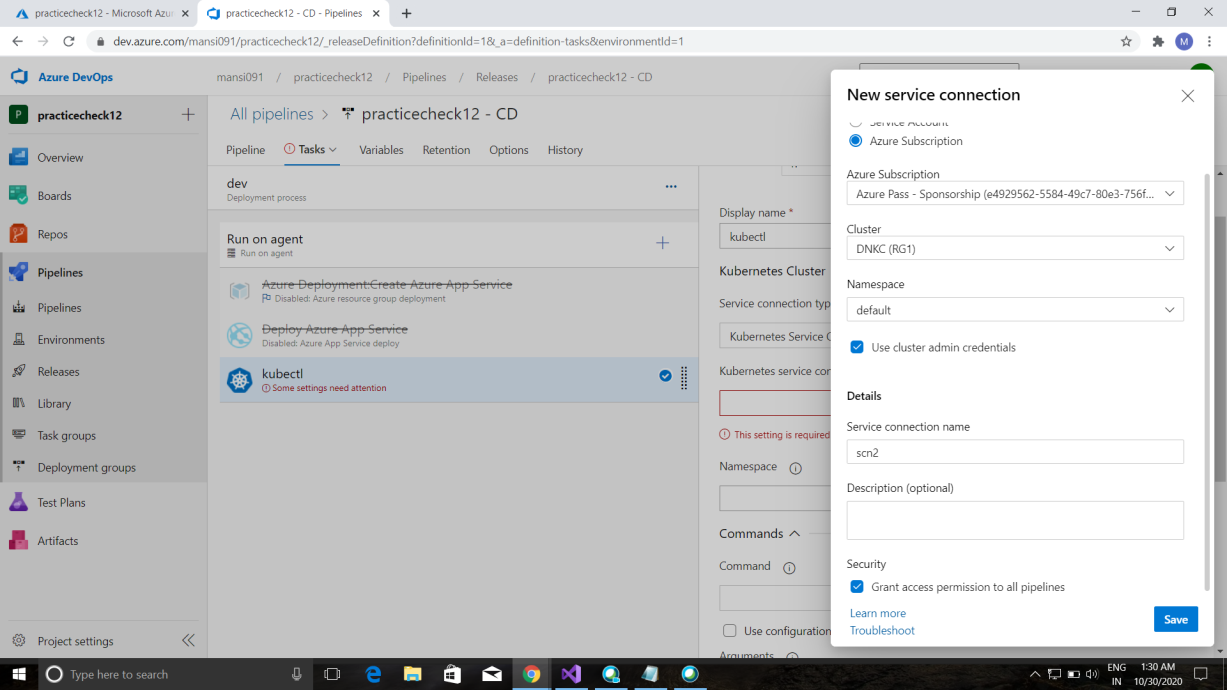 practicecheck12 - Microsoft Azu
practicecheck12 - CD - Pipelines
dev.azure.com/mansi091/practicecheck12/_releaseDefinition?definitionId=1&_a=definition-tasks&environmentId=1
M
Azure DevOps
mansi091 / practicecheck12 / Pipelines / Releases / practicecheck12 - CD
P practicecheck12
Overview
Boards
Repos
Pipelines
Pipelines
Environments
Releases
Library
Task groups
Deployment groups
Test Plans
Artifacts
Project settings
All pipelines > practicecheck12 - CD
Pipeline Tasks Variables Retention Options History
dev
Deployment process
Run on agent
Run on agent
Azure Deployment:Create Azure App Service
Disabled: Azure resource group deployment
Deploy Azure App Service
Disabled: Azure App Service deploy
kubectl
Some settings need attention
Display name *
kubectl
Kubernetes Cluster
Service connection typ
Kubernetes Service C
Kubernetes service con
This setting is required
Namespace
Commands
Command
Use configuration
Arguments
New service connection
Service Account
Azure Subscription
Azure Subscription
Azure Pass - Sponsorship (e4929562-5584-49c7-80e3-756f...
Cluster
DNKC (RG1)
Namespace
default
Use cluster admin credentials
Details
Service connection name
scn2
Description (optional)
Security
Grant access permission to all pipelines
Learn more
Troubleshoot
Save
Type here to search
ENG
IN
1:30 AM
10/30/2020